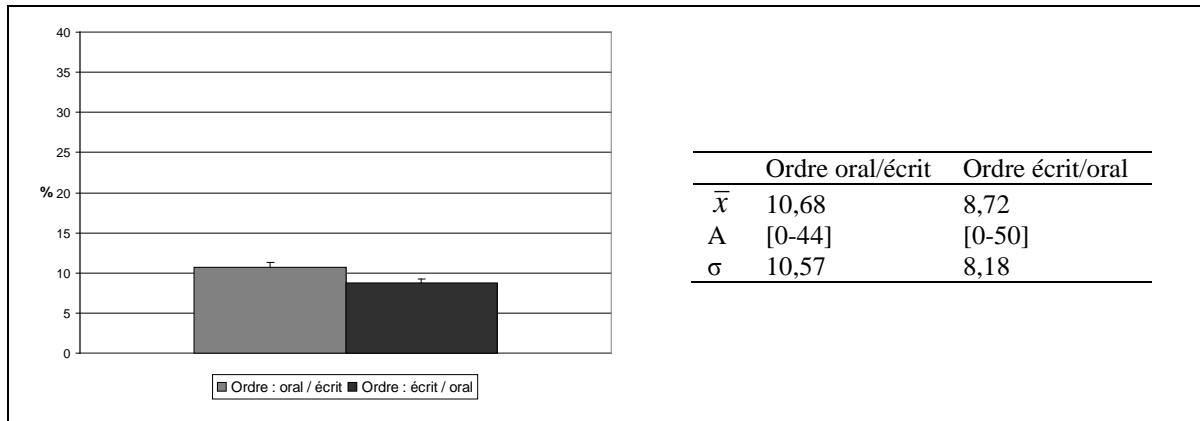 40
35
30
25
% 20
15
10
5
0
Ordre : oral / écrit Ordre : écrit / oral
Ordre oral/écrit Ordre écrit/oral
x̅ 10,68 8,72
A [0-44] [0-50]
σ 10,57 8,18